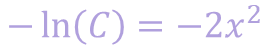 −ln(C) = −2x²